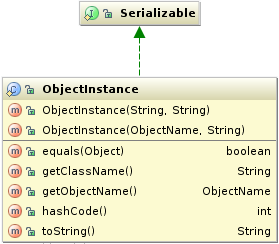 I Serializable
C ObjectInstance
m ObjectInstance(String, String)
m ObjectInstance(ObjectName, String)
m equals(Object) boolean
m getClassName() String
m getObjectName() ObjectName
m hashCode() int
m toString() String